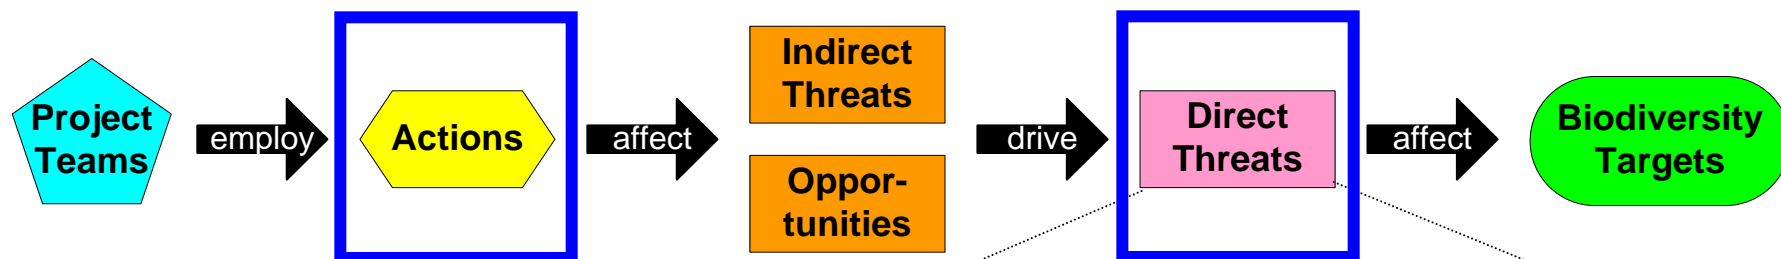 Project
Teams
employ
Actions
affect
Indirect
Threats
Oppor-
tunities
drive
Direct
Threats
affect
Biodiversity
Targets